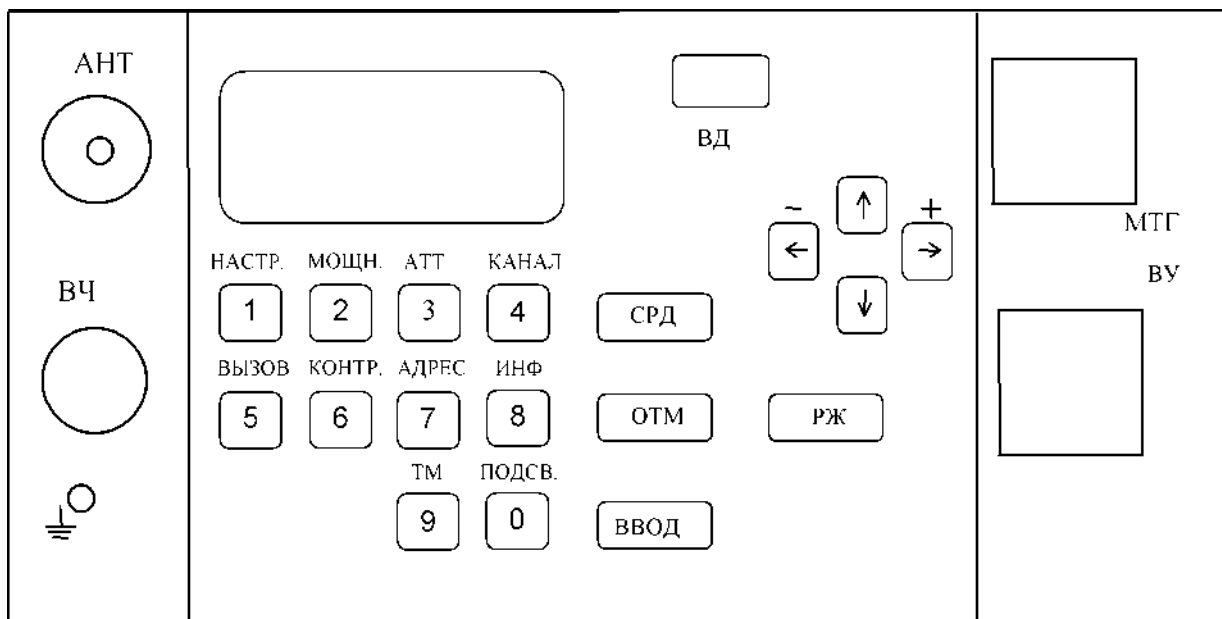 АНТ
ВЧ
ВД
НАСТР. МОЩН. АТТ КАНАЛ
1 2 3 4 СРД
ВЫЗОВ КОНТР. АДРЕС ИНФ
5 6 7 8 ОТМ РЖ
ТМ ПОДСВ.
9 0 ВВОД
- +
↑
← →
↓
МТГ
ВУ